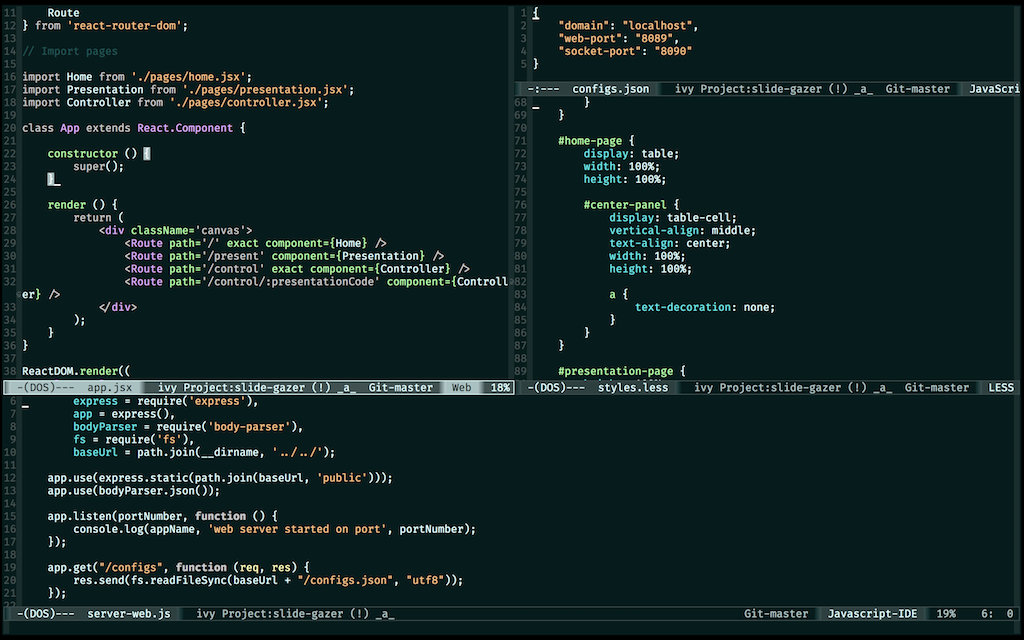 11     Route
12 } from 'react-router-dom';
13
14 // Import pages
15
16 import Home from './pages/home.jsx';
17 import Presentation from './pages/presentation.jsx';
18 import Controller from './pages/controller.jsx';
19
20 class App extends React.Component {
21
22     constructor () {
23         super();
24     }
25
26     render () {
27         return (
28             <div className='canvas'>
29                 <Route path='/' exact component={Home} />
30                 <Route path='/present' component={Presentation} />
31                 <Route path='/control' exact component={Controller} />
32                 <Route path='/control/:presentationCode' component={Controll
er} />
33             </div>
34         );
35     }
36 }
37
38 ReactDOM.render((
-(DOS)---  app.jsx  ivy Project:slide-gazer (!) _a_  Git-master  Web  18%
1 {
2     "domain": "localhost",
3     "web-port": "8089",
4     "socket-port": "8090"
5 }
-:---  configs.json  ivy Project:slide-gazer (!) _a_  Git-master  JavaScri
68         }
69     }
70
71     #home-page {
72         display: table;
73         width: 100%;
74         height: 100%;
75
76         #center-panel {
77             display: table-cell;
78             vertical-align: middle;
79             text-align: center;
80             width: 100%;
81             height: 100%;
82
83             a {
84                 text-decoration: none;
85             }
86         }
87     }
88
89     #presentation-page {
-(DOS)---  styles.less  ivy Project:slide-gazer (!) _a_  Git-master  LESS
6         express = require('express'),
7         app = express(),
8         bodyParser = require('body-parser'),
9         fs = require('fs'),
10         baseUrl = path.join(__dirname, '../../');
11
12     app.use(express.static(path.join(baseUrl, 'public')));
13     app.use(bodyParser.json());
14
15     app.listen(portNumber, function () {
16         console.log(appName, 'web server started on port', portNumber);
17     });
18
19     app.get("/configs", function (req, res) {
20         res.send(fs.readFileSync(baseUrl + "/configs.json", "utf8"));
21     });
-(DOS)---  server-web.js  ivy Project:slide-gazer (!) _a_  Git-master  Javascript-IDE  19%  6:  0